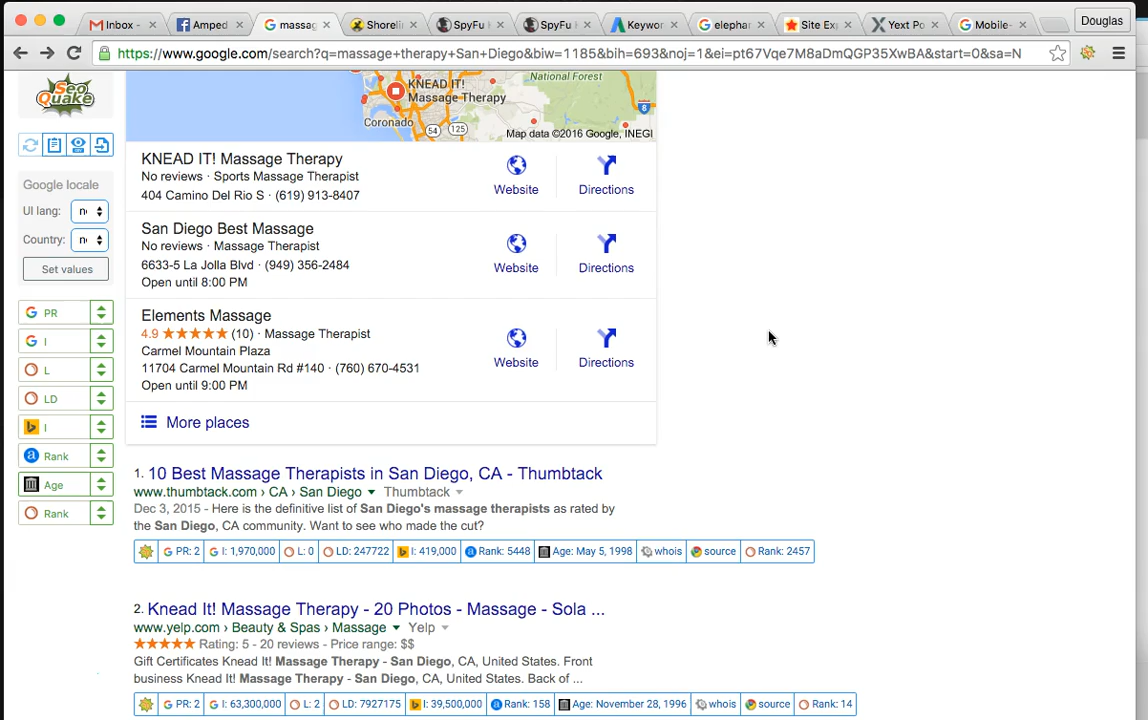 Inbox -
Amped
massag
Shoreli
SpyFu
SpyFu
Keywor
elephar
Site Exp
Yext Po
Mobile-
Douglas
https://www.google.com/search?q=massage+therapy+San+Diego&biw=1185&bih=693&noj=1&ei=pt67Vqe7M8aDmQGP35XwBA&start=0&sa=N
Seo
Quake
National Forest
KNEAD IT!
Massage Therapy
8
Coronado
54
125
Map data ©2016 Google, INEGI
Google locale
UI lang:
Country:
Set values
PR
I
L
LD
I
Rank
Age
Rank
KNEAD IT! Massage Therapy
No reviews · Sports Massage Therapist
404 Camino Del Rio S · (619) 913-8407
Website
Directions
San Diego Best Massage
No reviews · Massage Therapist
6633-5 La Jolla Blvd · (949) 356-2484
Open until 8:00 PM
Website
Directions
Elements Massage
4.9 ★★★★★ (10) · Massage Therapist
Carmel Mountain Plaza
11704 Carmel Mountain Rd #140 · (760) 670-4531
Open until 9:00 PM
Website
Directions
More places
1. 10 Best Massage Therapists in San Diego, CA - Thumbtack
www.thumbtack.com › CA › San Diego ▼ Thumbtack ▼
Dec 3, 2015 - Here is the definitive list of San Diego's massage therapists as rated by
the San Diego, CA community. Want to see who made the cut?
PR: 2 I: 1,970,000 L: 0 LD: 247722 I: 419,000 Rank: 5448 Age: May 5, 1998 whois source Rank: 2457
2. Knead It! Massage Therapy - 20 Photos - Massage - Sola ...
www.yelp.com › Beauty & Spas › Massage ▼ Yelp ▼
★★★★★ Rating: 5 - 20 reviews - Price range: $$
Gift Certificates Knead It! Massage Therapy - San Diego, CA, United States. Front
business Knead It! Massage Therapy - San Diego, CA, United States. Back of ...
PR: 2 I: 63,300,000 L: 2 LD: 7927175 I: 39,500,000 Rank: 158 Age: November 28, 1996 whois source Rank: 14